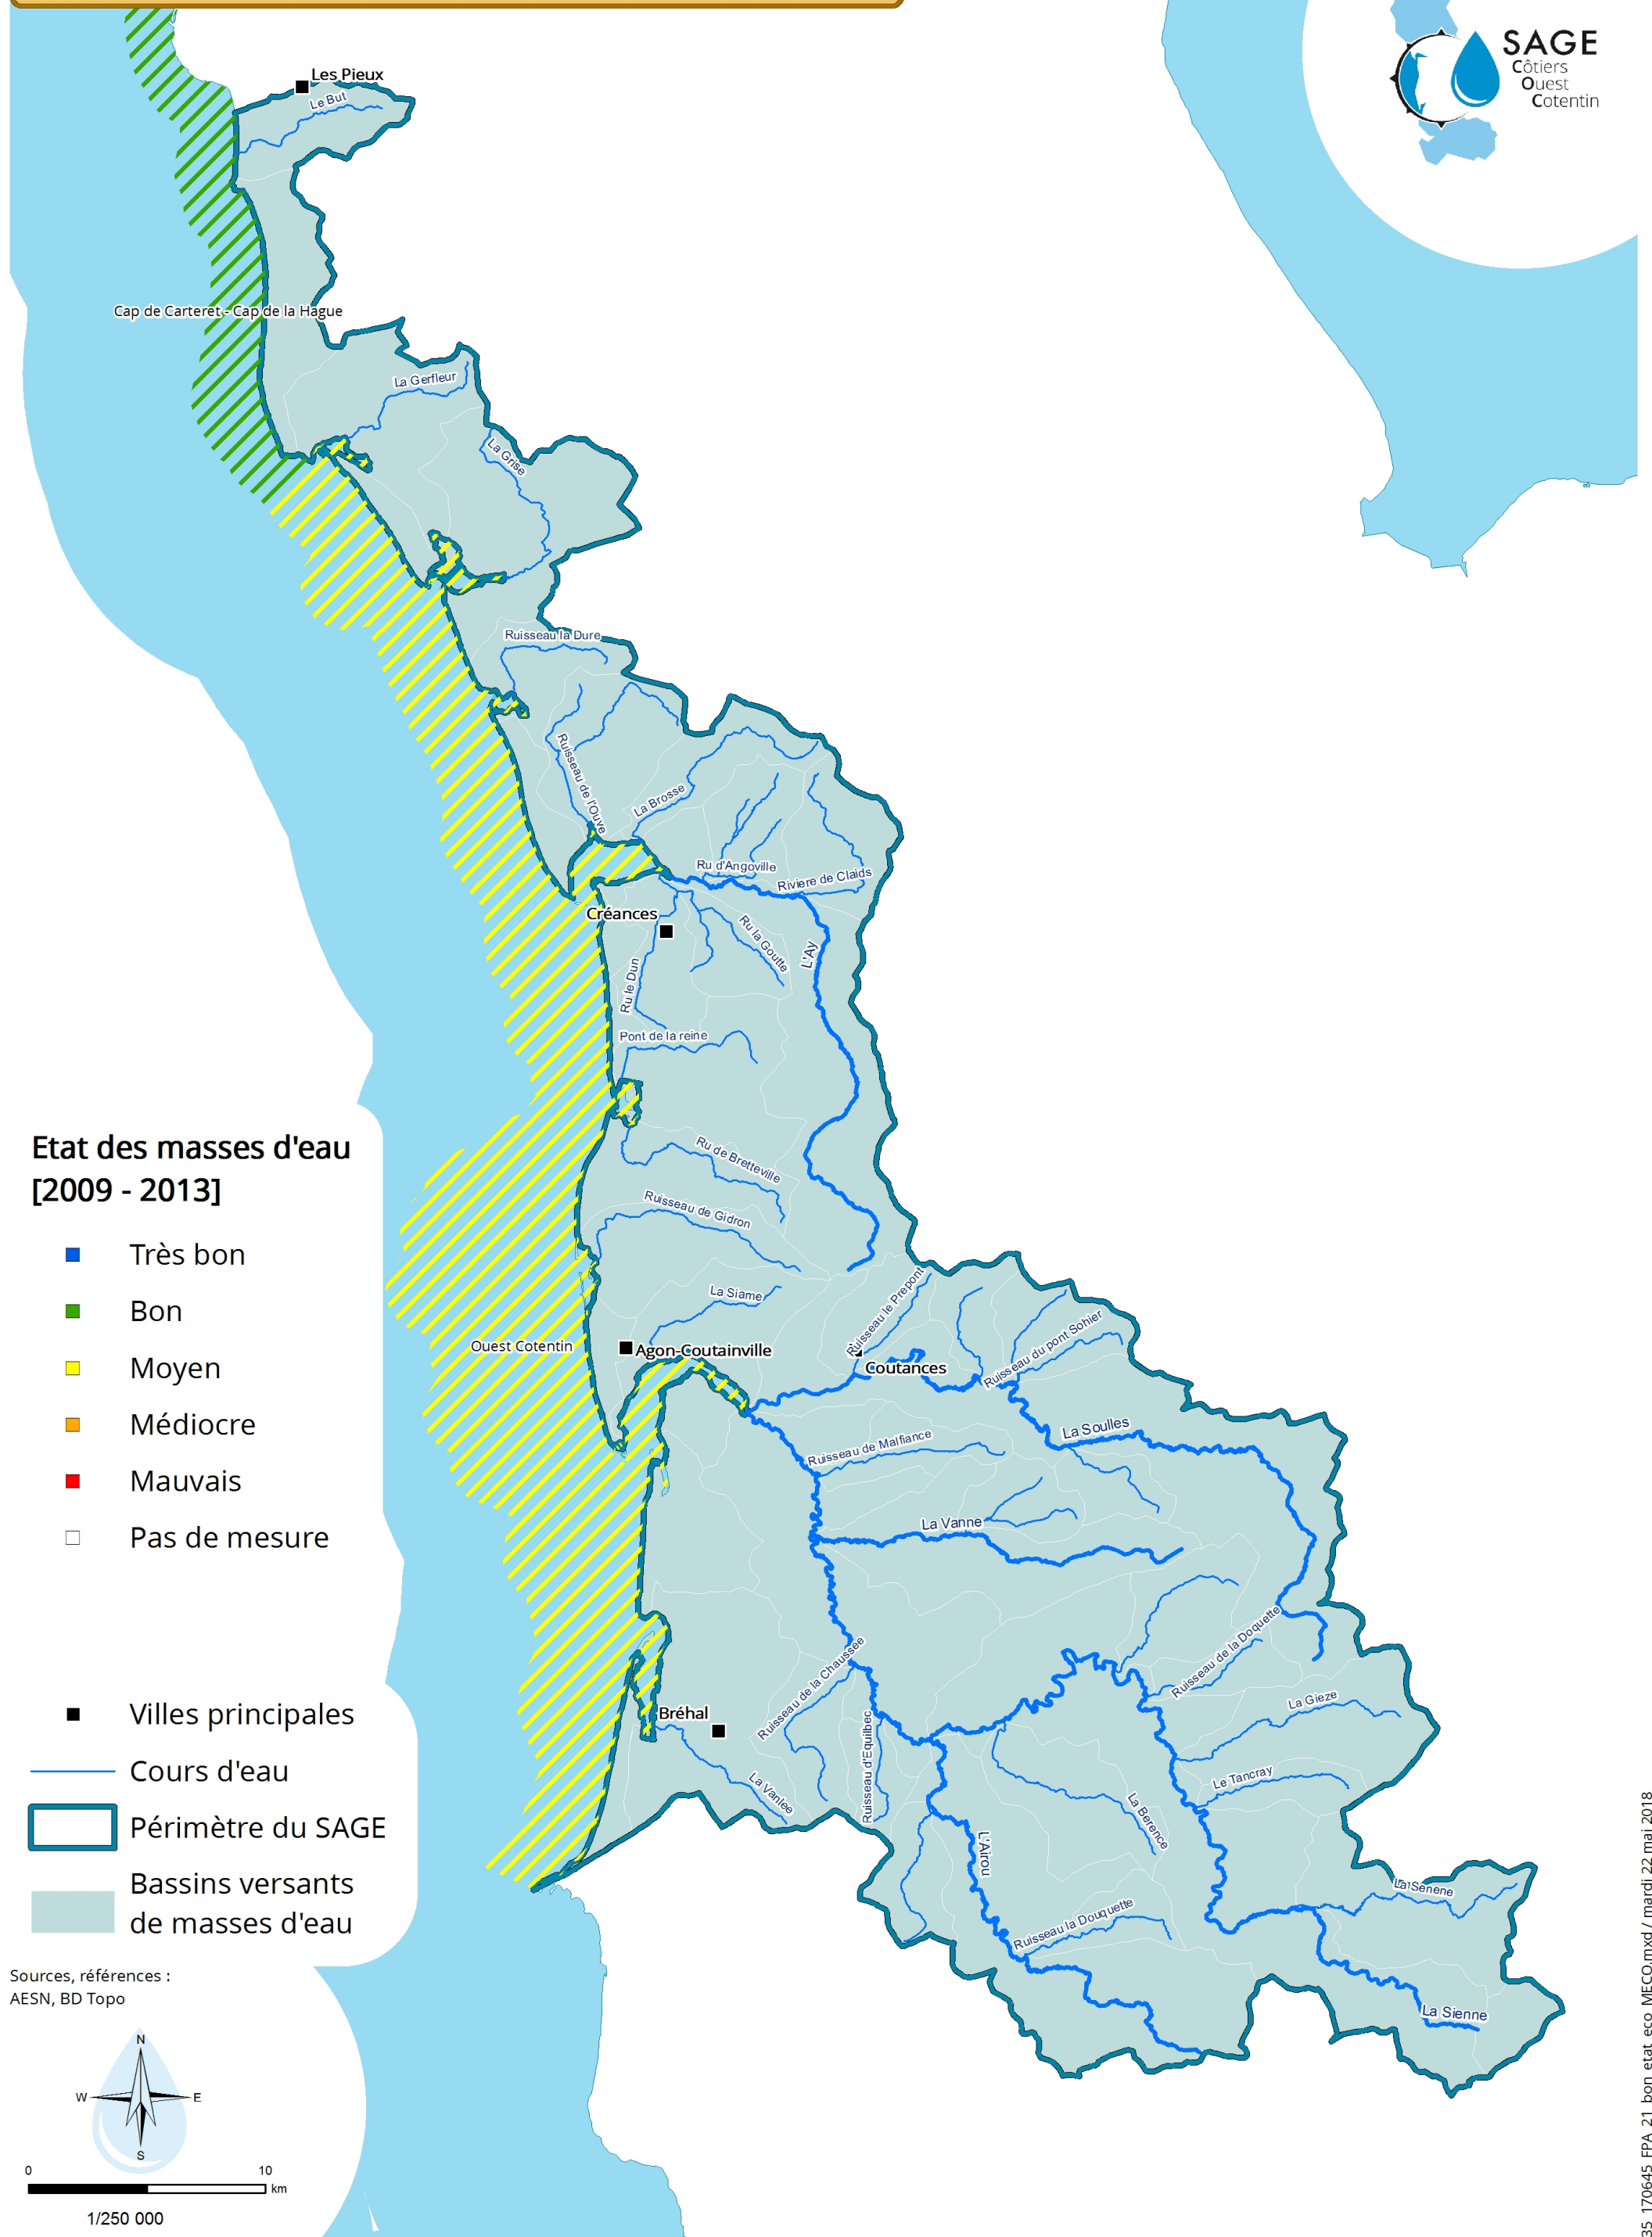 SAGE
Côtiers
Ouest
Cotentin
Les Pieux
Le But
Cap de Carteret - Cap de la Hague
La Gerfleur
La Grise
Ruisseau la Dure
Ruisseau de l'Ouve
La Brosse
Ru d'Angoville
Riviere de Claids
Créances
Ru la Goutte
L'Ay
Ru le Dun
Pont de la reine
Ru de Bretteville
Ruisseau de Gidron
La Siame
Ruisseau le Prepont
Ruisseau du pont Sohier
Ouest Cotentin
Agon-Coutainville
Coutances
La Soulles
Ruisseau de Malfiance
La Vanne
Ruisseau de la Doquette
Ruisseau de la Chaussee
La Gieze
Bréhal
Ruisseau d'Equilbec
Le Tancray
La Vanlee
La Berence
L'Airou
La Senene
Ruisseau la Douquette
La Sienne
Etat des masses d'eau
[2009 - 2013]
Très bon
Bon
Moyen
Médiocre
Mauvais
Pas de mesure
Villes principales
Cours d'eau
Périmètre du SAGE
Bassins versants
de masses d'eau
Sources, références :
AESN, BD Topo
N
W
E
S
0
10
km
1/250 000
35_170645_FPA_21_bon_etat_eco_MECO.mxd / mardi 22 mai 2018